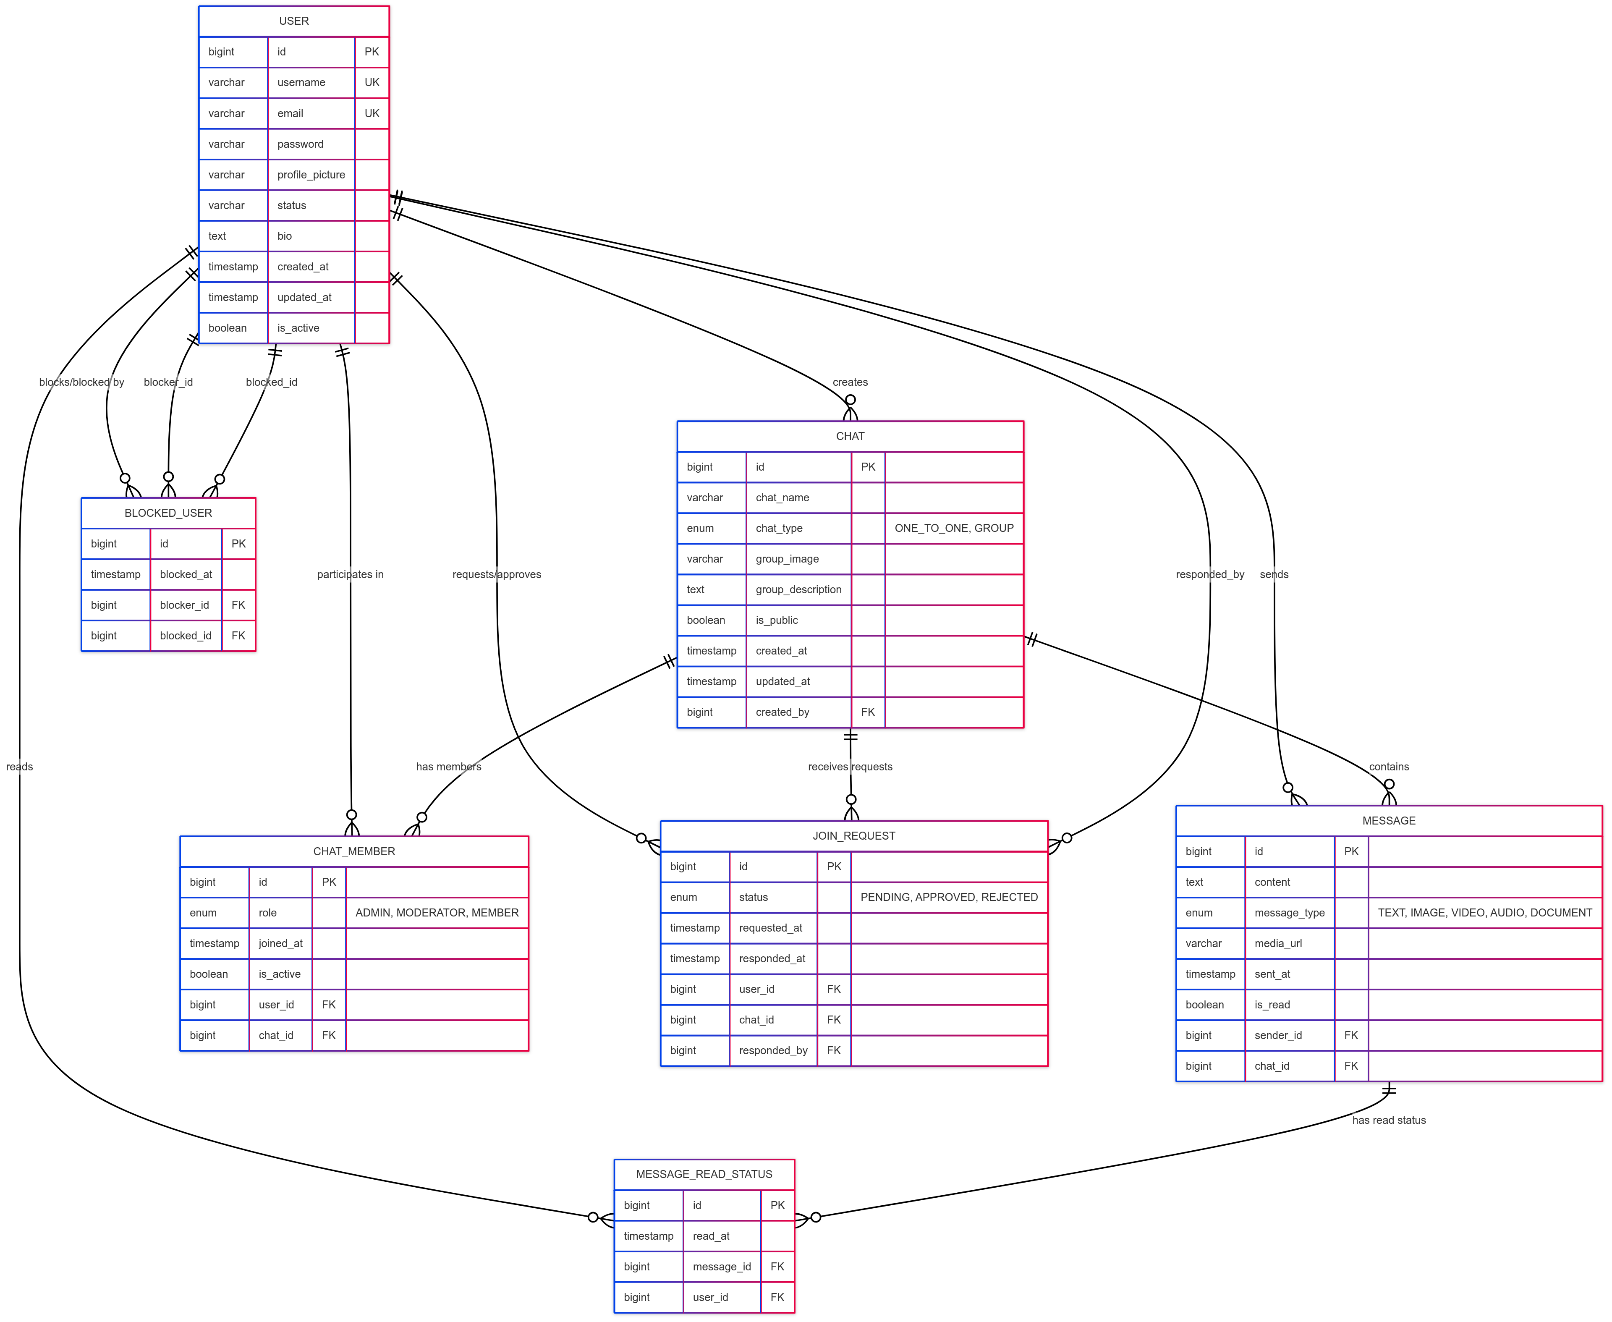 USER
bigint id PK
varchar username UK
varchar email UK
varchar password
varchar profile_picture
varchar status
text bio
timestamp created_at
timestamp updated_at
boolean is_active
blocks/blocked by
blocker_id
blocked_id
creates
CHAT
bigint id PK
varchar chat_name
enum chat_type ONE_TO_ONE, GROUP
varchar group_image
text group_description
boolean is_public
timestamp created_at
timestamp updated_at
bigint created_by FK
BLOCKED_USER
bigint id PK
timestamp blocked_at
bigint blocker_id FK
bigint blocked_id FK
participates in
requests/approves
responded_by
sends
reads
has members
receives requests
contains
CHAT_MEMBER
bigint id PK
enum role ADMIN, MODERATOR, MEMBER
timestamp joined_at
boolean is_active
bigint user_id FK
bigint chat_id FK
JOIN_REQUEST
bigint id PK
enum status PENDING, APPROVED, REJECTED
timestamp requested_at
timestamp responded_at
bigint user_id FK
bigint chat_id FK
bigint responded_by FK
MESSAGE
bigint id PK
text content
enum message_type TEXT, IMAGE, VIDEO, AUDIO, DOCUMENT
varchar media_url
timestamp sent_at
boolean is_read
bigint sender_id FK
bigint chat_id FK
has read status
MESSAGE_READ_STATUS
bigint id PK
timestamp read_at
bigint message_id FK
bigint user_id FK